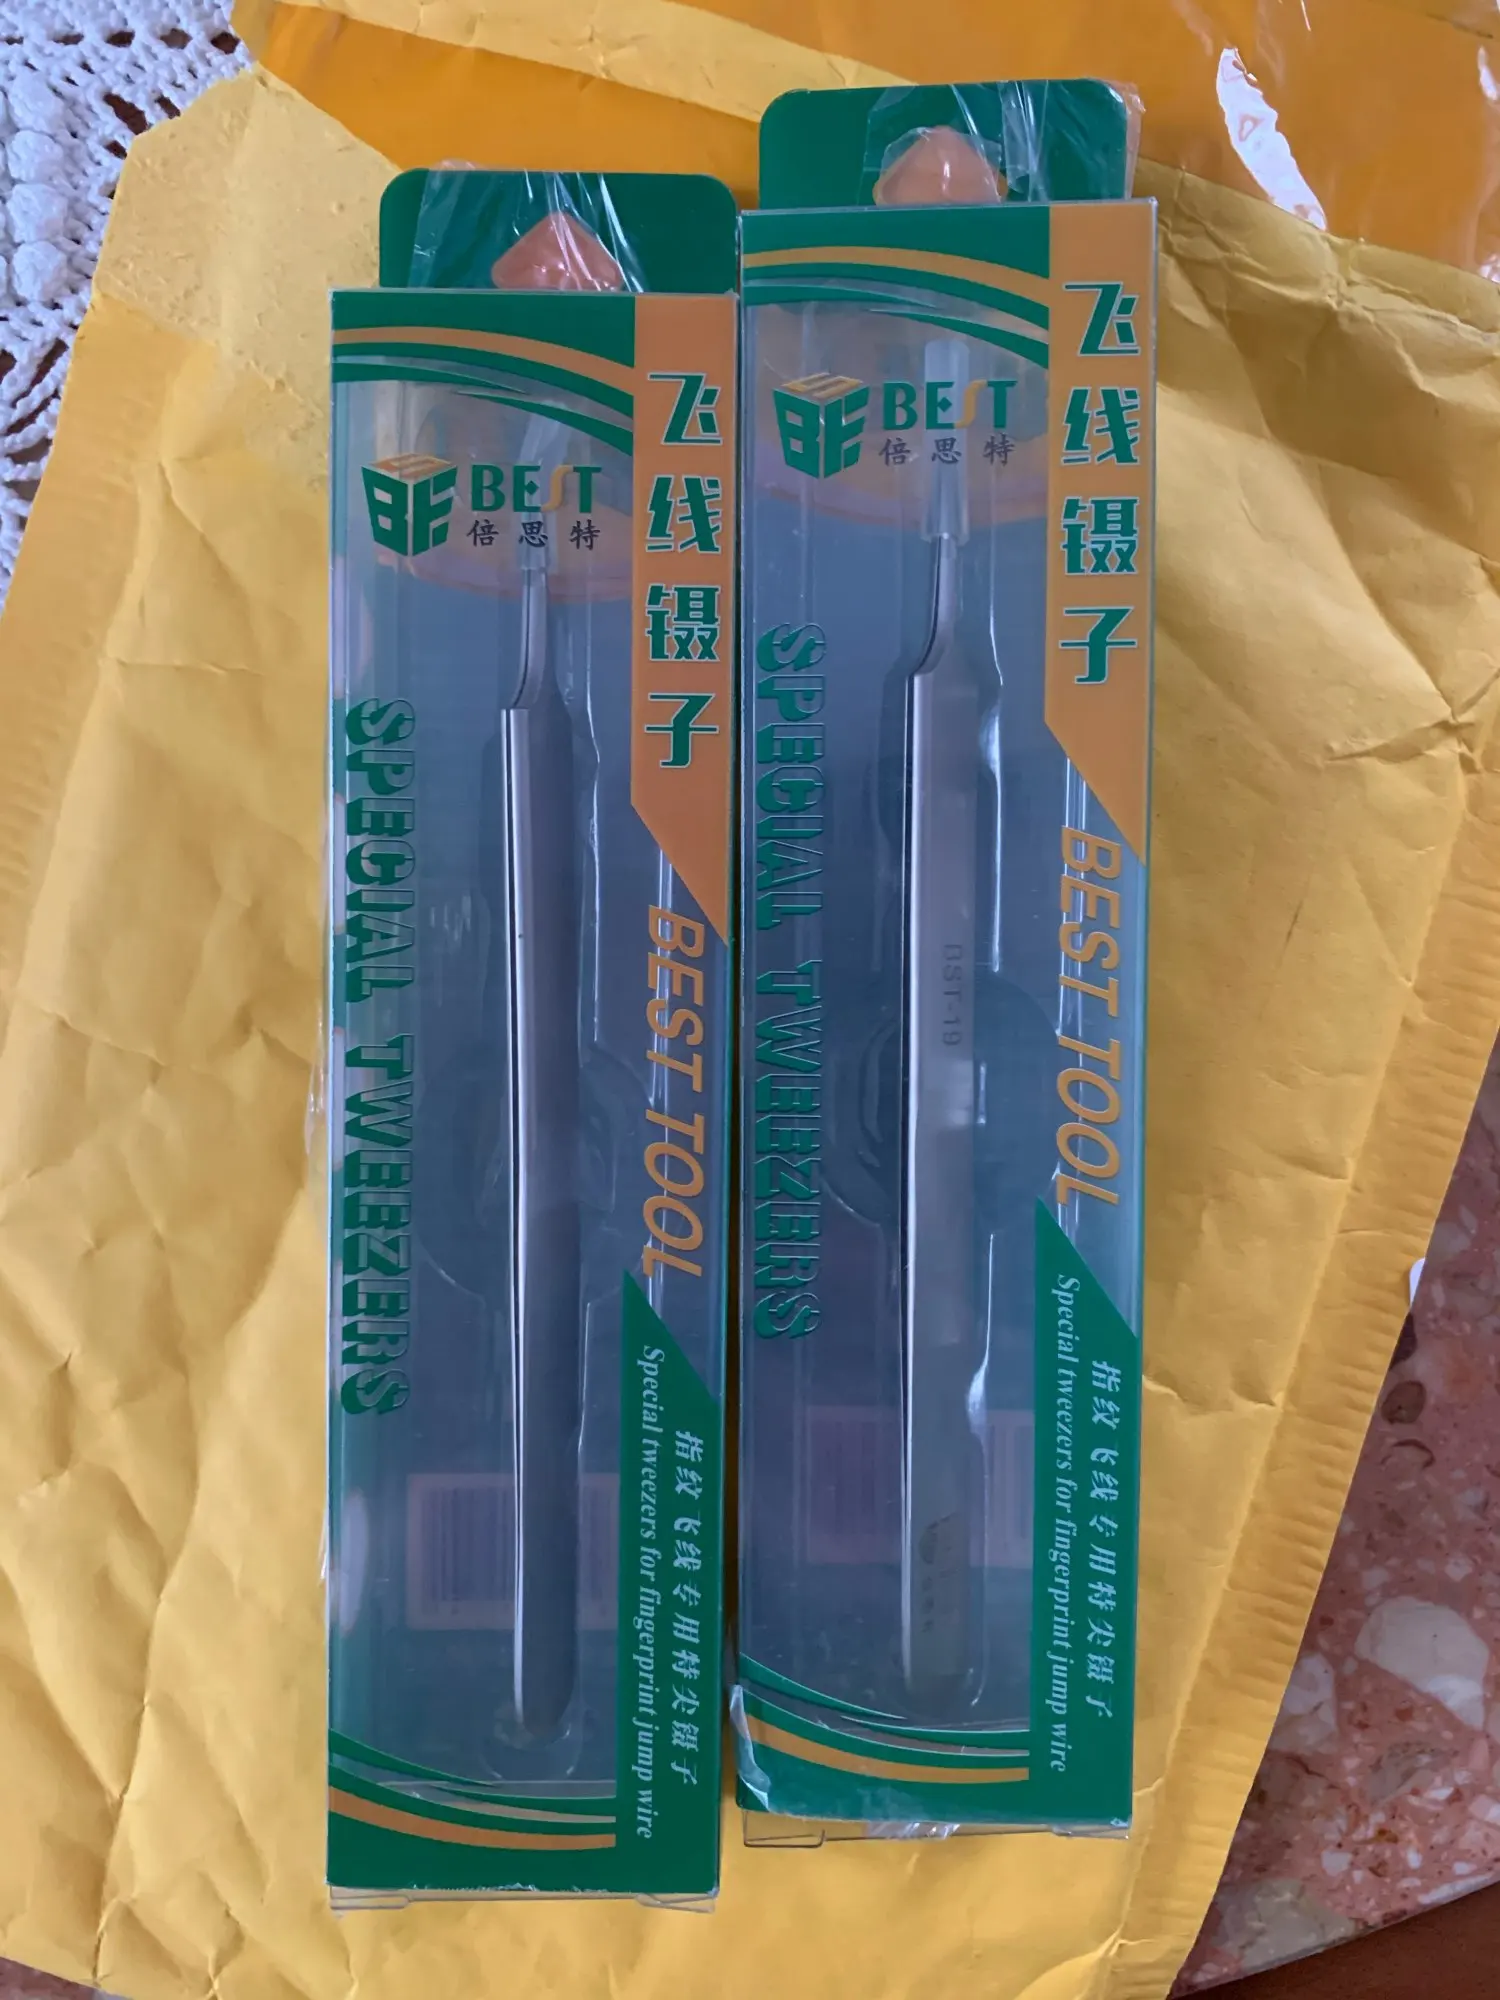 BEST
倍思特
飞线镊子
SPECIAL TWEEZERS
BEST TOOL
指纹飞线专用特尖镊子
Special tweezers for fingerprint jump wire
BEST
倍思特
飞线镊子
SPECIAL TWEEZERS
BST-19
BEST TOOL
指纹飞线专用特尖镊子
Special tweezers for fingerprint jump wire